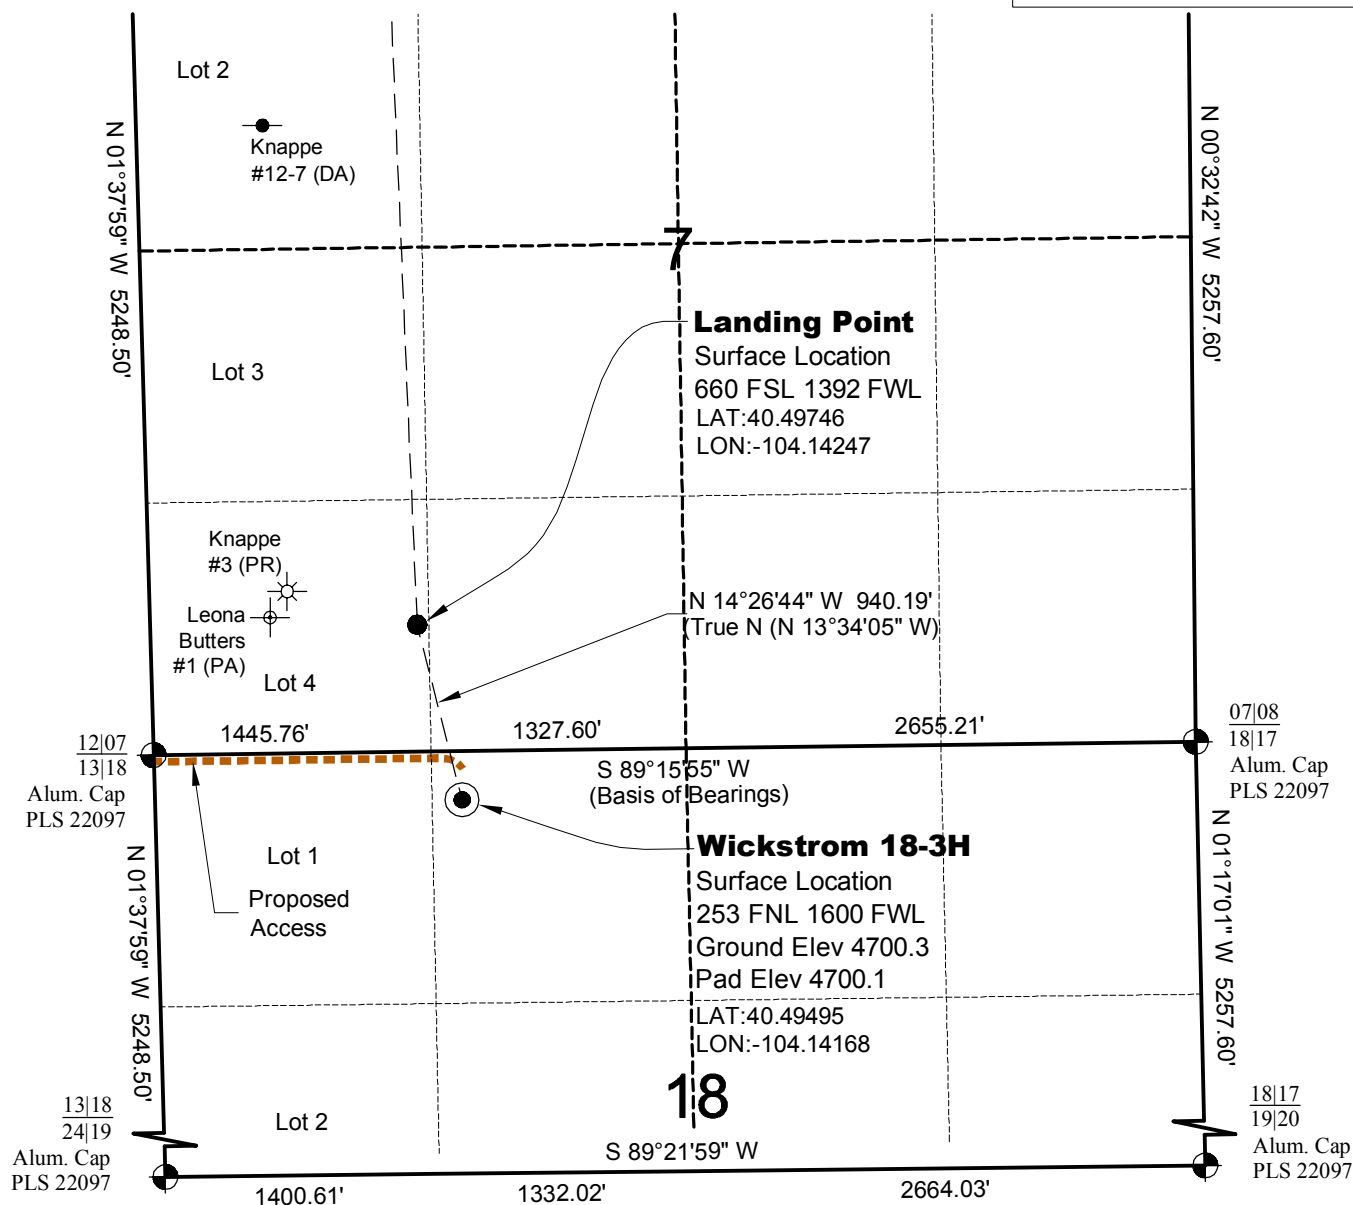 Lot 2
Knappe
#12-7 (DA)
N 01°37'59" W 5248.50'
N 00°32'42" W 5257.60'
7
Landing Point
Surface Location
660 FSL 1392 FWL
LAT:40.49746
LON:-104.14247
Lot 3
Knappe
#3 (PR)
Leona
Butters
#1 (PA)
Lot 4
N 14°26'44" W 940.19'
(True N (N 13°34'05" W)
1445.76'
1327.60'
2655.21'
12|07
13|18
Alum. Cap
PLS 22097
07|08
18|17
Alum. Cap
PLS 22097
S 89°15'55" W
(Basis of Bearings)
Wickstrom 18-3H
Surface Location
253 FNL 1600 FWL
Ground Elev 4700.3
Pad Elev 4700.1
LAT:40.49495
LON:-104.14168
Lot 1
Proposed
Access
N 01°37'59" W 5248.50'
N 01°17'01" W 5257.60'
18
Lot 2
13|18
24|19
Alum. Cap
PLS 22097
18|17
19|20
Alum. Cap
PLS 22097
S 89°21'59" W
1400.61'
1332.02'
2664.03'